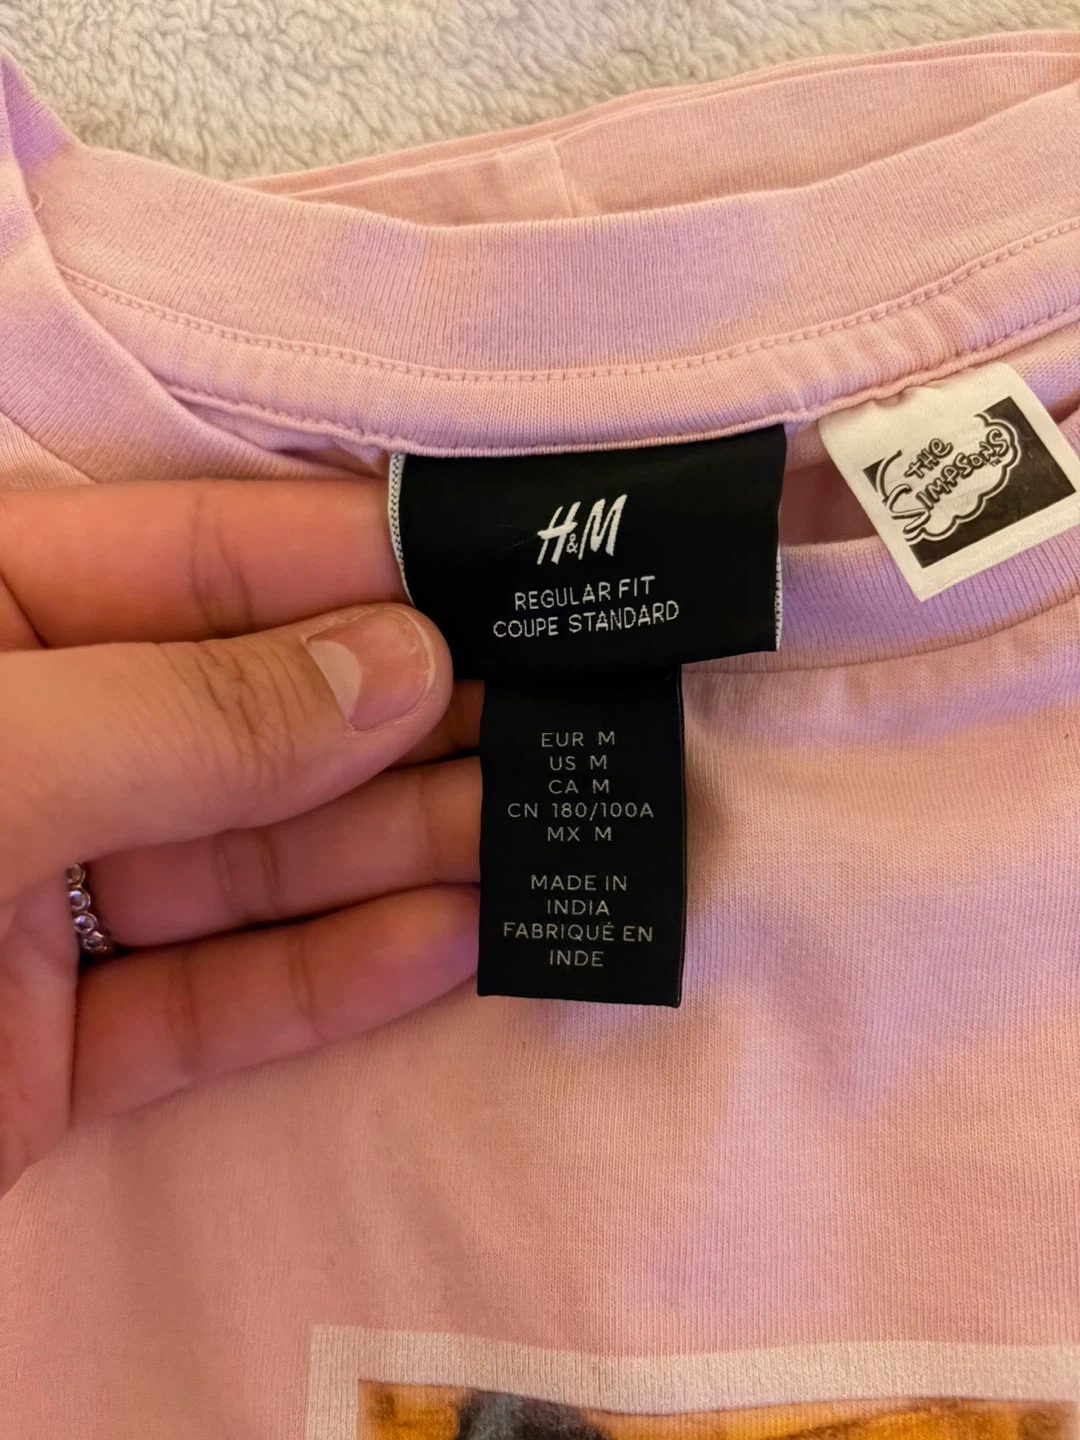 H&M
REGULAR FIT
COUPE STANDARD
THE
SIMPSONS
TM
EUR M
US M
CA M
CN 180/100A
MX M
MADE IN
INDIA
FABRIQUÉ EN
INDE